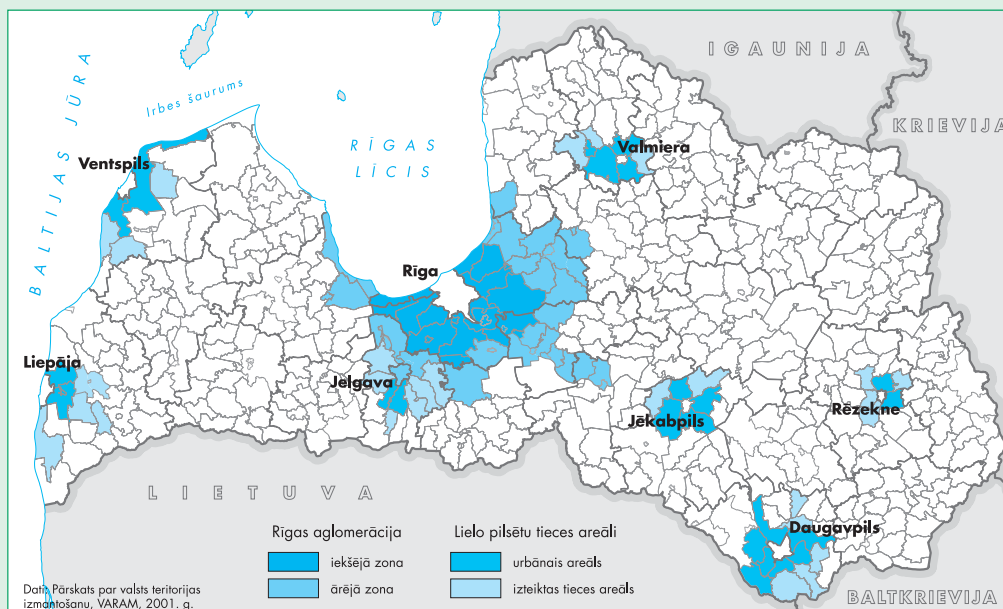 IGAUNIJA
KRIEVIJA
BALTIJAS JŪRA
Irbes šaurums
RĪGAS
LĪCIS
Ventspils
Valmiera
Rīga
Liepāja
Jelgava
Jēkabpils
Rēzekne
Daugavpils
LIETUVA
BALTKRIEVIJA
Rīgas aglomerācija
iekšējā zona
ārējā zona
Lielo pilsētu tieces areāli
urbānais areāls
izteiktas tieces areāls
Dati: Pārskats par valsts teritorijas
izmantošanu, VARAM, 2001. g.